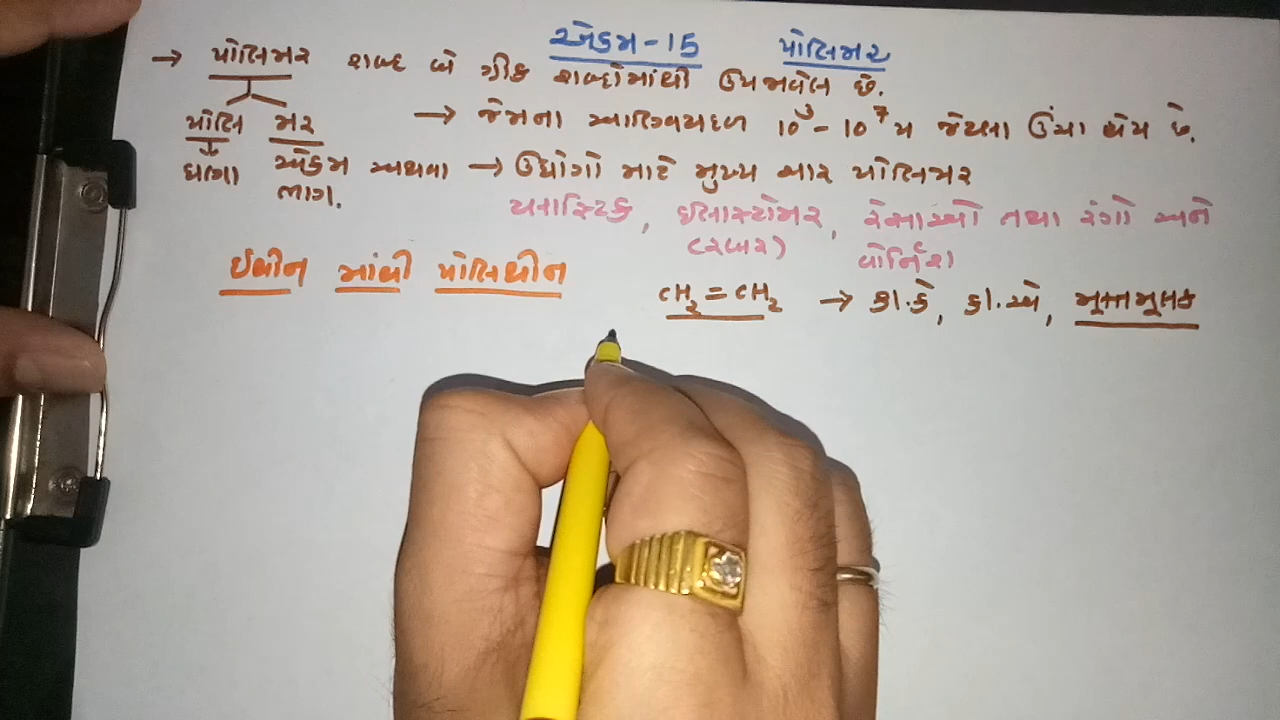 એકમ-15 પોલિમર
→ પોલિમર શબ્દ બે ગ્રીક શબ્દોમાંથી ઉપજાવેલ છે.
પોલિ મર → જેમના આણ્વિયદળ 10³-10⁷ u જેટલા ઉંચા હોય છે.
ઘણા એકમ અથવા → ઉદ્યોગો માટે મુખ્ય ચાર પોલિમર
ભાગ.
પ્લાસ્ટિક, ઇલાસ્ટોમર, રેસાઓ તથા રંગો અને
(રબર) વોર્નિશ
ઈથીન માંથી પોલિથીન
CH₂=CH₂ → કા.કે, કા.એ, મૂક્તમૂલક